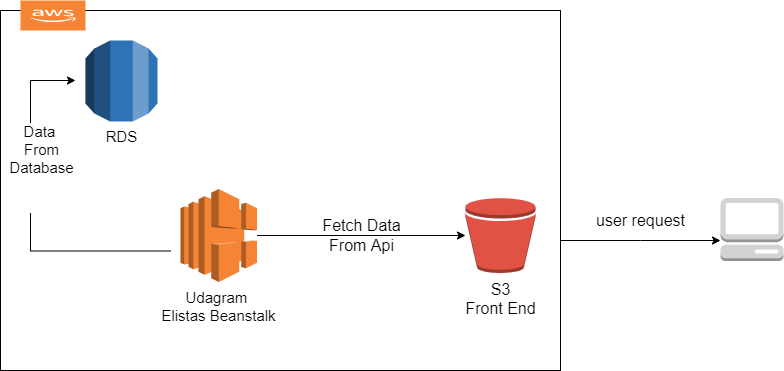 aws
RDS
Data
From
Database
Fetch Data
From Api
user request
Udagram
Elistas Beanstalk
S3
Front End